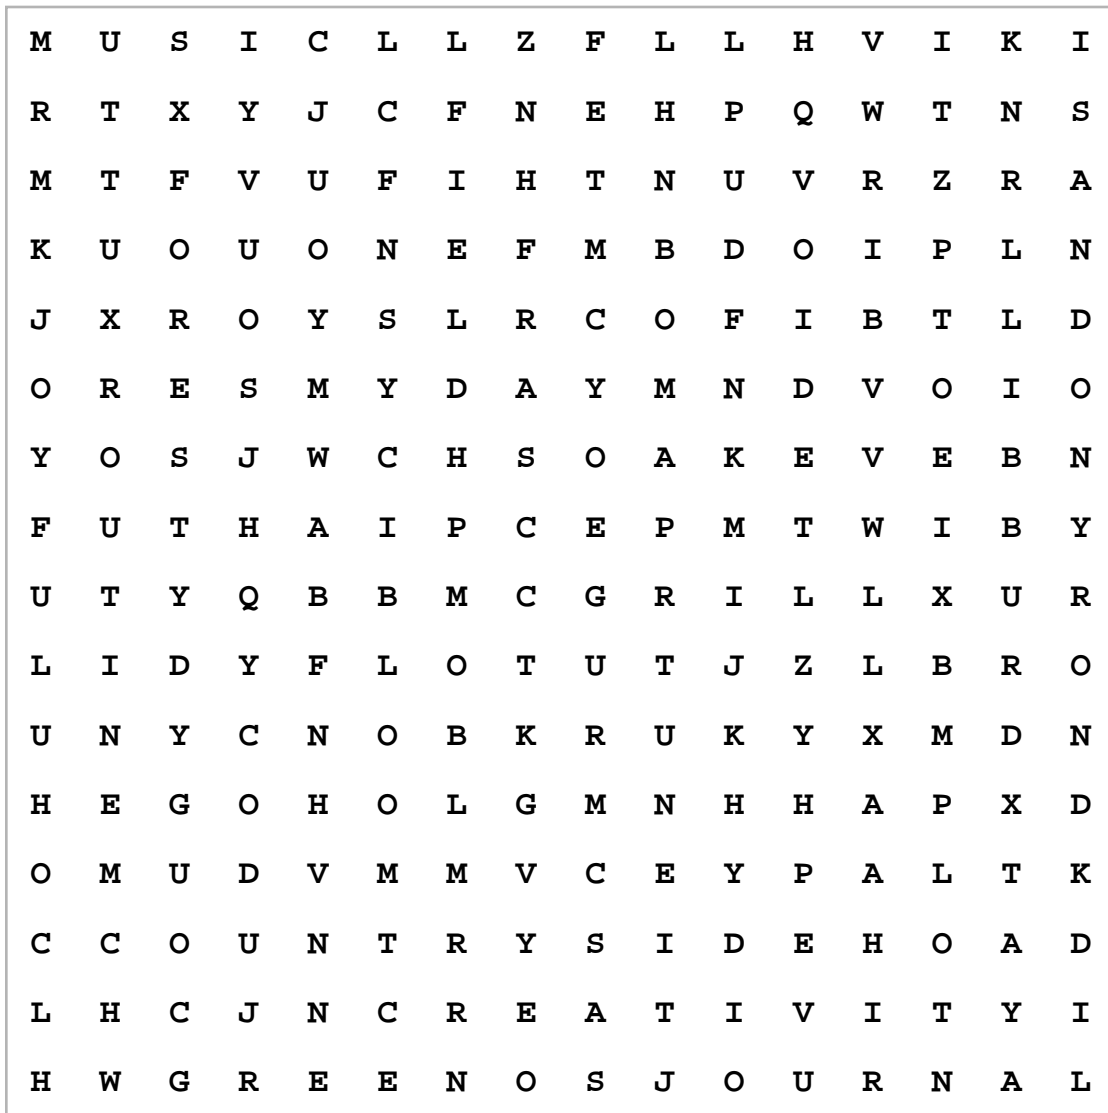 M U S I C L L Z F L L H V I K I
R T X Y J C F N E H P Q W T N S
M T F V U F I H T N U V R Z R A
K U O U O N E F M B D O I P L N
J X R O Y S L R C O F I B T L D
O R E S M Y D A Y M N D V O I O
Y O S J W C H S O A K E V E B N
F U T H A I P C E P M T W I B Y
U T Y Q B B M C G R I L L X U R
L I D Y F L O T U T J Z L B R O
U N Y C N O B K R U K Y X M D N
H E G O H O L G M N H H A P X D
O M U D V M M V C E Y P A L T K
C C O U N T R Y S I D E H O A D
L H C J N C R E A T I V I T Y I
H W G R E E N O S J O U R N A L